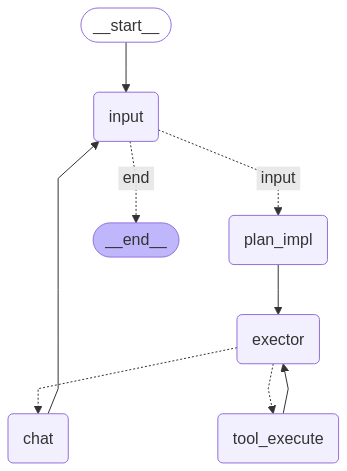 __start__
input
end
input
__end__
plan_impl
exector
chat
tool_execute